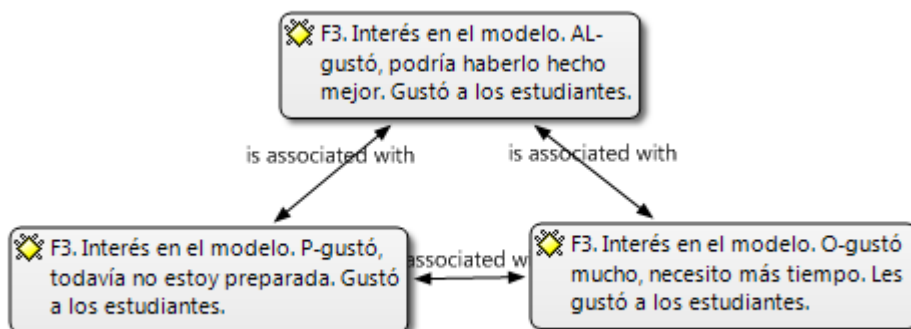 F3. Interés en el modelo. AL-
gustó, podría haberlo hecho
mejor. Gustó a los estudiantes.
is associated with
is associated with
F3. Interés en el modelo. P-gustó,
todavía no estoy preparada. Gustó
a los estudiantes.
associated w
F3. Interés en el modelo. O-gustó
mucho, necesito más tiempo. Les
gustó a los estudiantes.